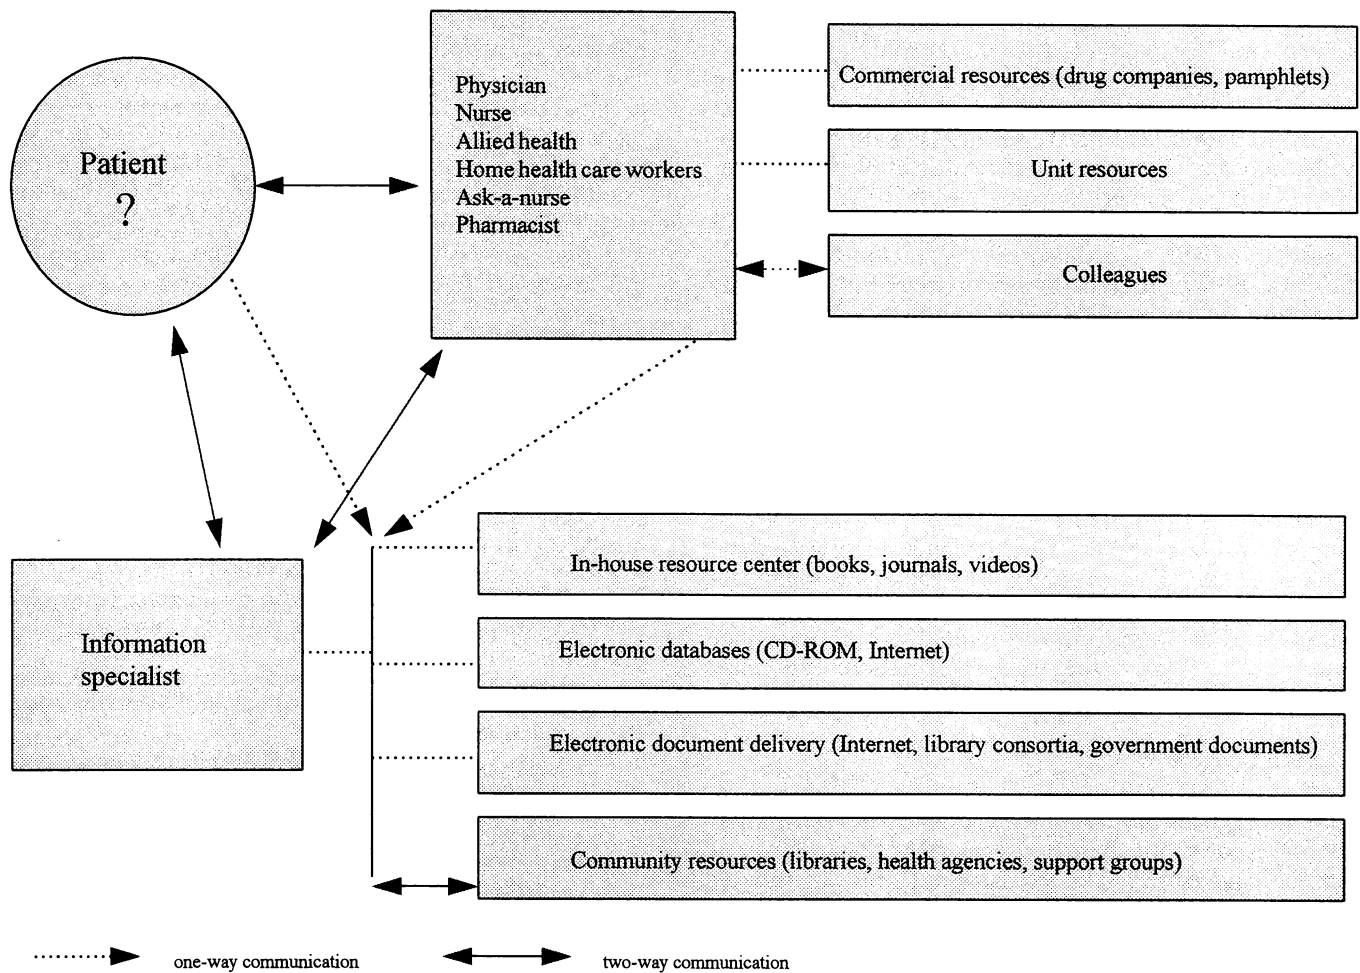 Patient
?
Physician
Nurse
Allied health
Home health care workers
Ask-a-nurse
Pharmacist
Commercial resources (drug companies, pamphlets)
Unit resources
Colleagues
Information
specialist
In-house resource center (books, journals, videos)
Electronic databases (CD-ROM, Internet)
Electronic document delivery (Internet, library consortia, government documents)
Community resources (libraries, health agencies, support groups)
one-way communication
two-way communication